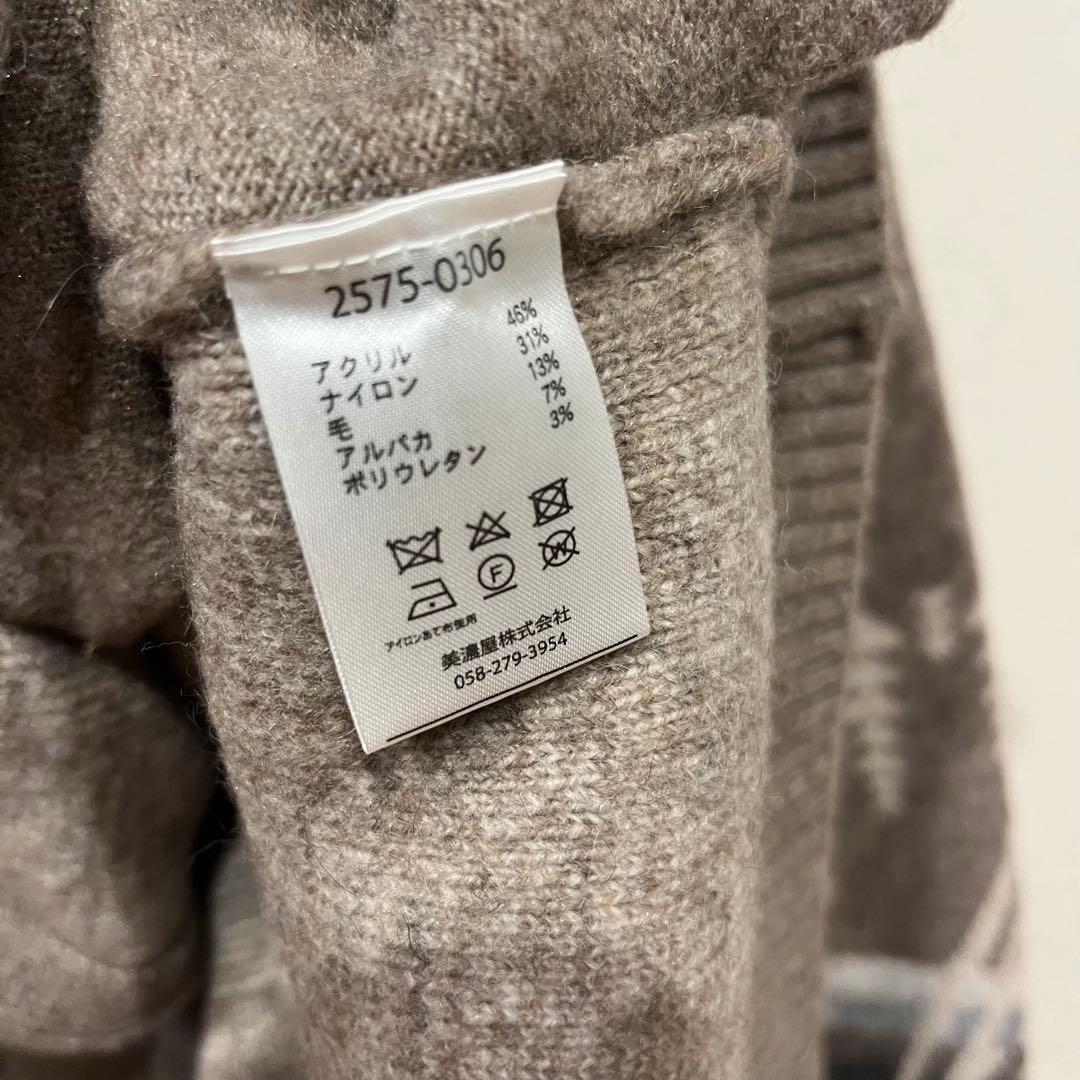 2575-0306
アクリル 46%
ナイロン 31%
毛 13%
アルパカ 7%
ポリウレタン 3%
F
W
アイロンあて布使用
美濃屋株式会社
058-279-3954